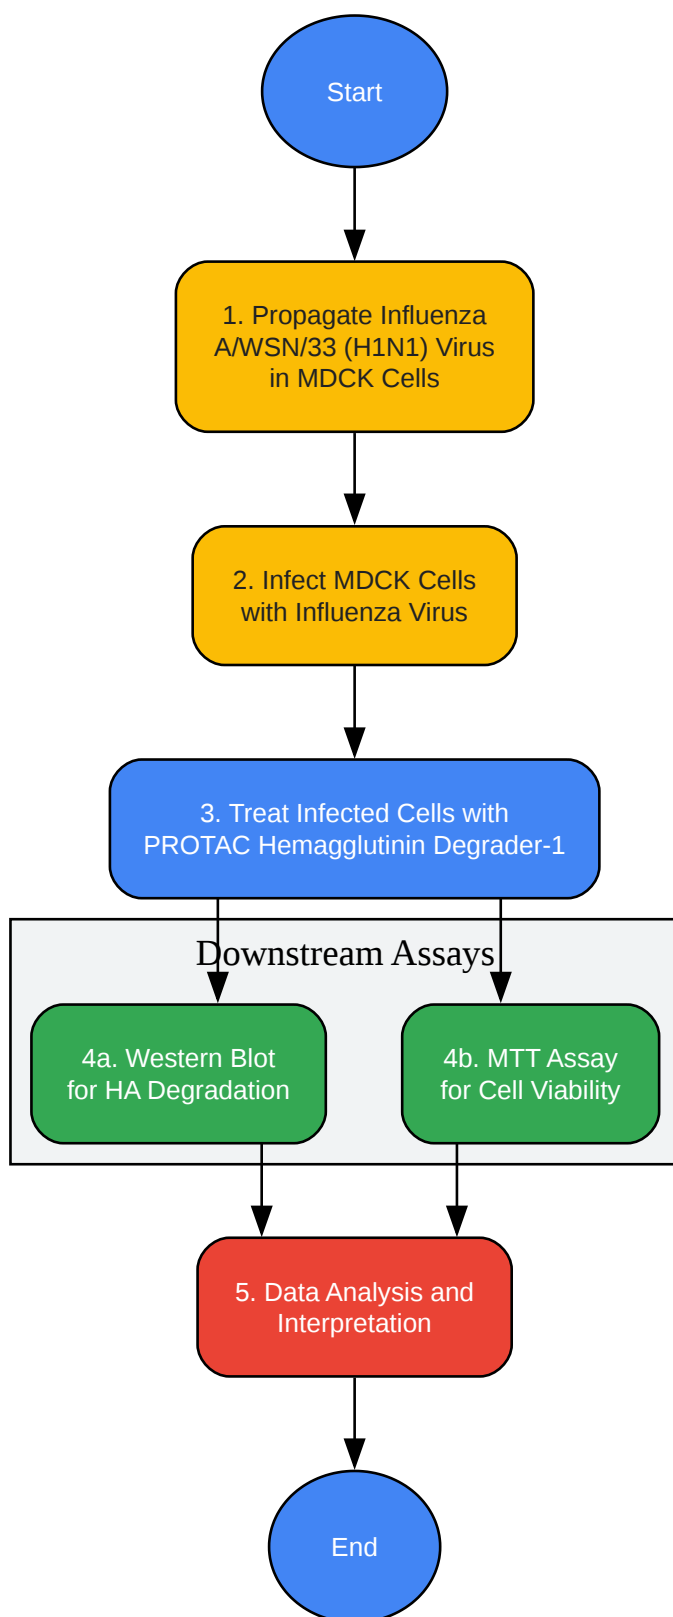 Start
1. Propagate Influenza
A/WSN/33 (H1N1) Virus
in MDCK Cells
2. Infect MDCK Cells
with Influenza Virus
3. Treat Infected Cells with
PROTAC Hemagglutinin Degrader-1
Downstream Assays
4a. Western Blot
for HA Degradation
4b. MTT Assay
for Cell Viability
5. Data Analysis and
Interpretation
End